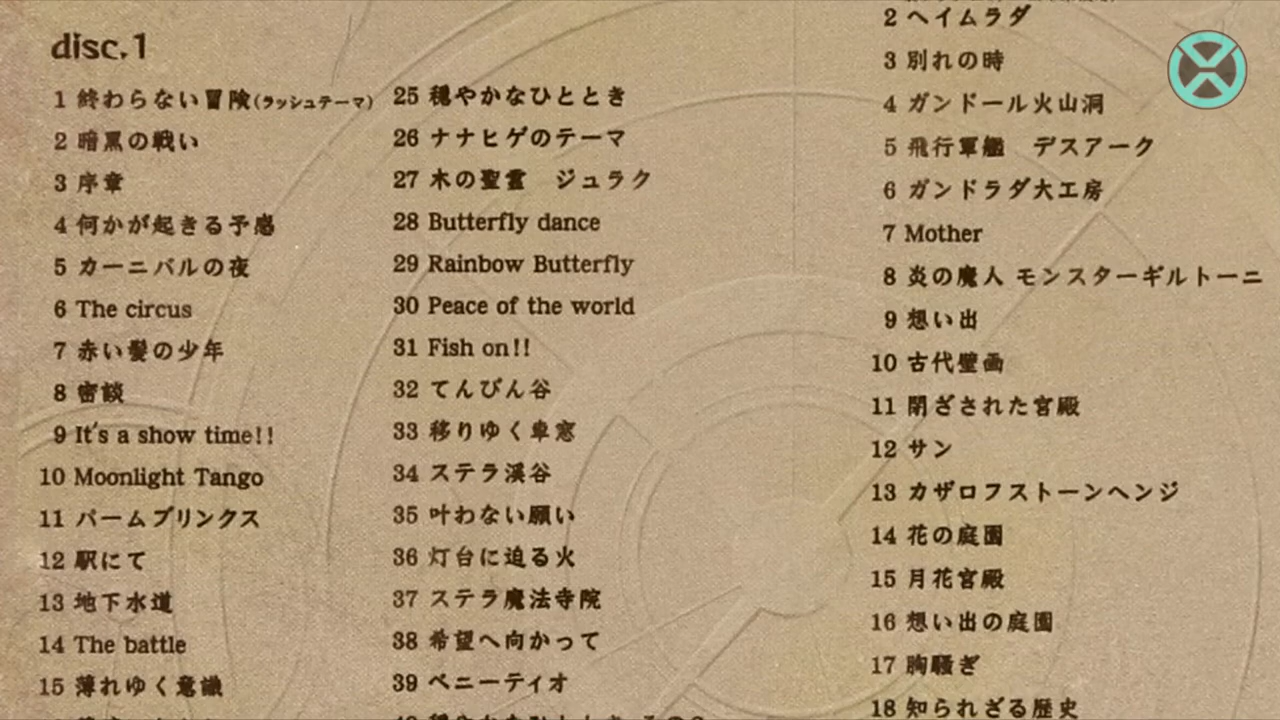 disc.1
1 終わらない冒険(ラッシュテーマ)
2 暗黒の戦い
3 序章
4 何かが起きる予感
5 カーニバルの夜
6 The circus
7 赤い髪の少年
8 密談
9 It's a show time!!
10 Moonlight Tango
11 パームブリンクス
12 駅にて
13 地下水道
14 The battle
15 薄れゆく意識
25 穏やかなひととき
26 ナナヒゲのテーマ
27 木の聖霊 ジュラク
28 Butterfly dance
29 Rainbow Butterfly
30 Peace of the world
31 Fish on!!
32 てんびん谷
33 移りゆく車窓
34 ステラ渓谷
35 叶わない願い
36 灯台に迫る火
37 ステラ魔法寺院
38 希望へ向かって
39 ベニーティオ
2 ヘイムラダ
3 別れの時
4 ガンドール火山洞
5 飛行軍艦 デスアーク
6 ガンドラダ大工房
7 Mother
8 炎の魔人 モンスターギルトーニ
9 想い出
10 古代壁画
11 閉ざされた宮殿
12 サン
13 カザロフストーンヘンジ
14 花の庭園
15 月花宮殿
16 想い出の庭園
17 胸騒ぎ
18 知られざる歴史